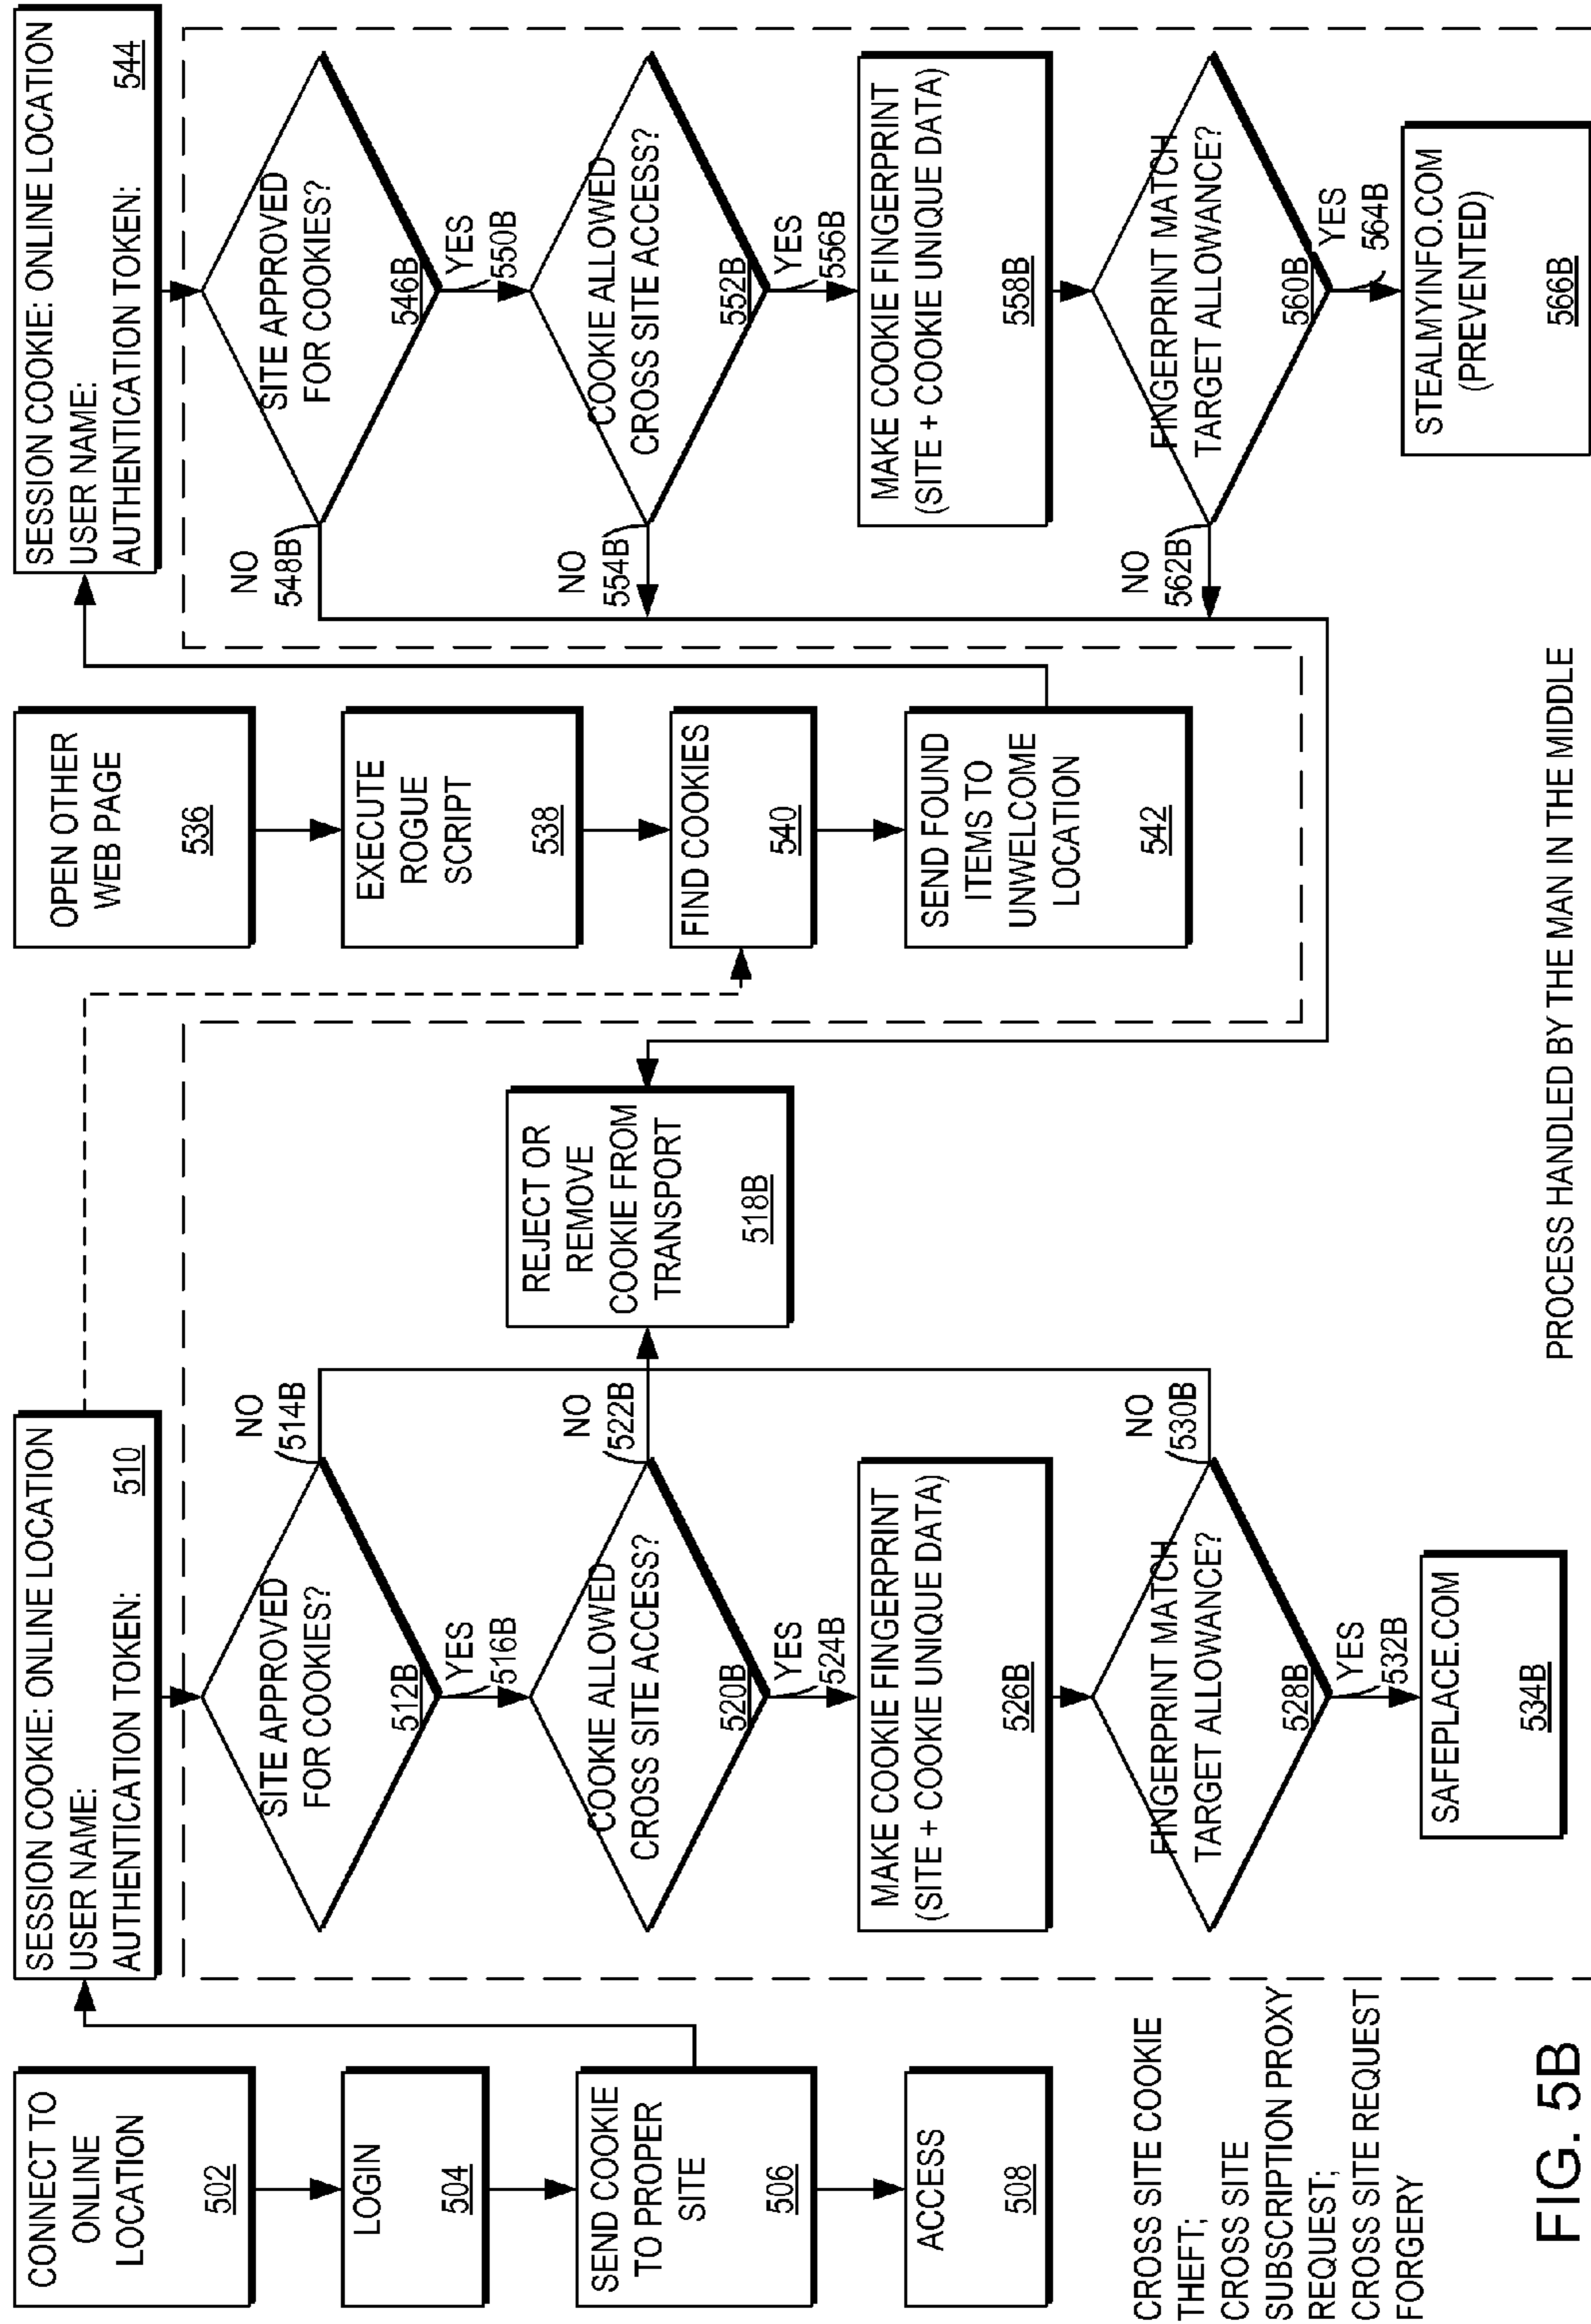 CONNECT TO
ONLINE
LOCATION
502
LOGIN
504
SEND COOKIE
TO PROPER
SITE
506
ACCESS
508
CROSS SITE COOKIE
THEFT;
CROSS SITE
SUBSCRIPTION PROXY
REQUEST;
CROSS SITE REQUEST
FORGERY
SESSION COOKIE: ONLINE LOCATION
USER NAME:
AUTHENTICATION TOKEN: 510
SITE APPROVED
FOR COOKIES?
512B
NO
514B
YES
516B
COOKIE ALLOWED
CROSS SITE ACCESS?
520B
NO
522B
YES
524B
MAKE COOKIE FINGERPRINT
(SITE + COOKIE UNIQUE DATA)
526B
FINGERPRINT MATCH
TARGET ALLOWANCE?
528B
NO
530B
YES
532B
SAFEPLACE.COM
534B
REJECT OR
REMOVE
COOKIE FROM
TRANSPORT
518B
OPEN OTHER
WEB PAGE
536
EXECUTE
ROGUE
SCRIPT
538
FIND COOKIES
540
SEND FOUND
ITEMS TO
UNWELCOME
LOCATION
542
SESSION COOKIE: ONLINE LOCATION
USER NAME:
AUTHENTICATION TOKEN: 544
SITE APPROVED
FOR COOKIES?
546B
NO
548B
YES
550B
COOKIE ALLOWED
CROSS SITE ACCESS?
552B
NO
554B
YES
556B
MAKE COOKIE FINGERPRINT
(SITE + COOKIE UNIQUE DATA)
558B
FINGERPRINT MATCH
TARGET ALLOWANCE?
560B
NO
562B
YES
564B
STEALMYINFO.COM
(PREVENTED)
566B
PROCESS HANDLED BY THE MAN IN THE MIDDLE
FIG. 5B